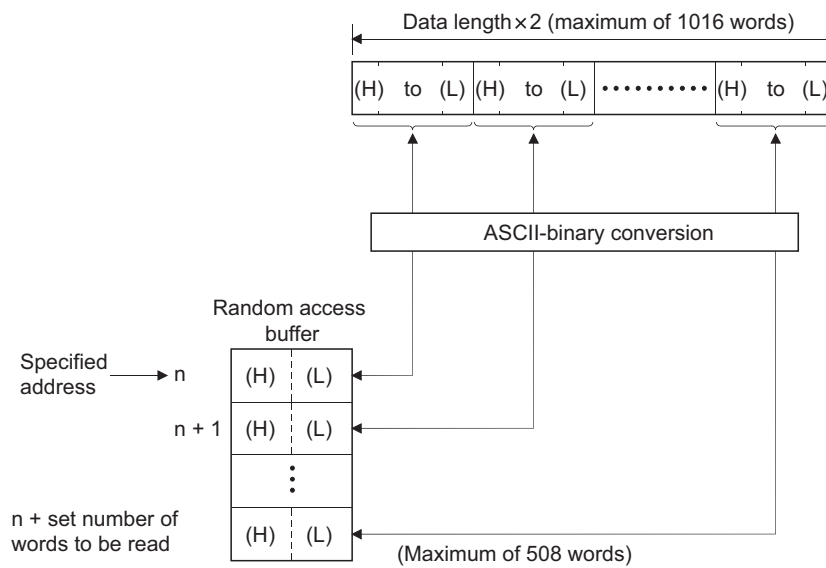 Data length×2 (maximum of 1016 words)
(H) to (L) (H) to (L) •••••••••• (H) to (L)
ASCII-binary conversion
Random access
buffer
Specified
address
n
(H) (L)
n + 1
(H) (L)
n + set number of
words to be read
(H) (L)
(Maximum of 508 words)